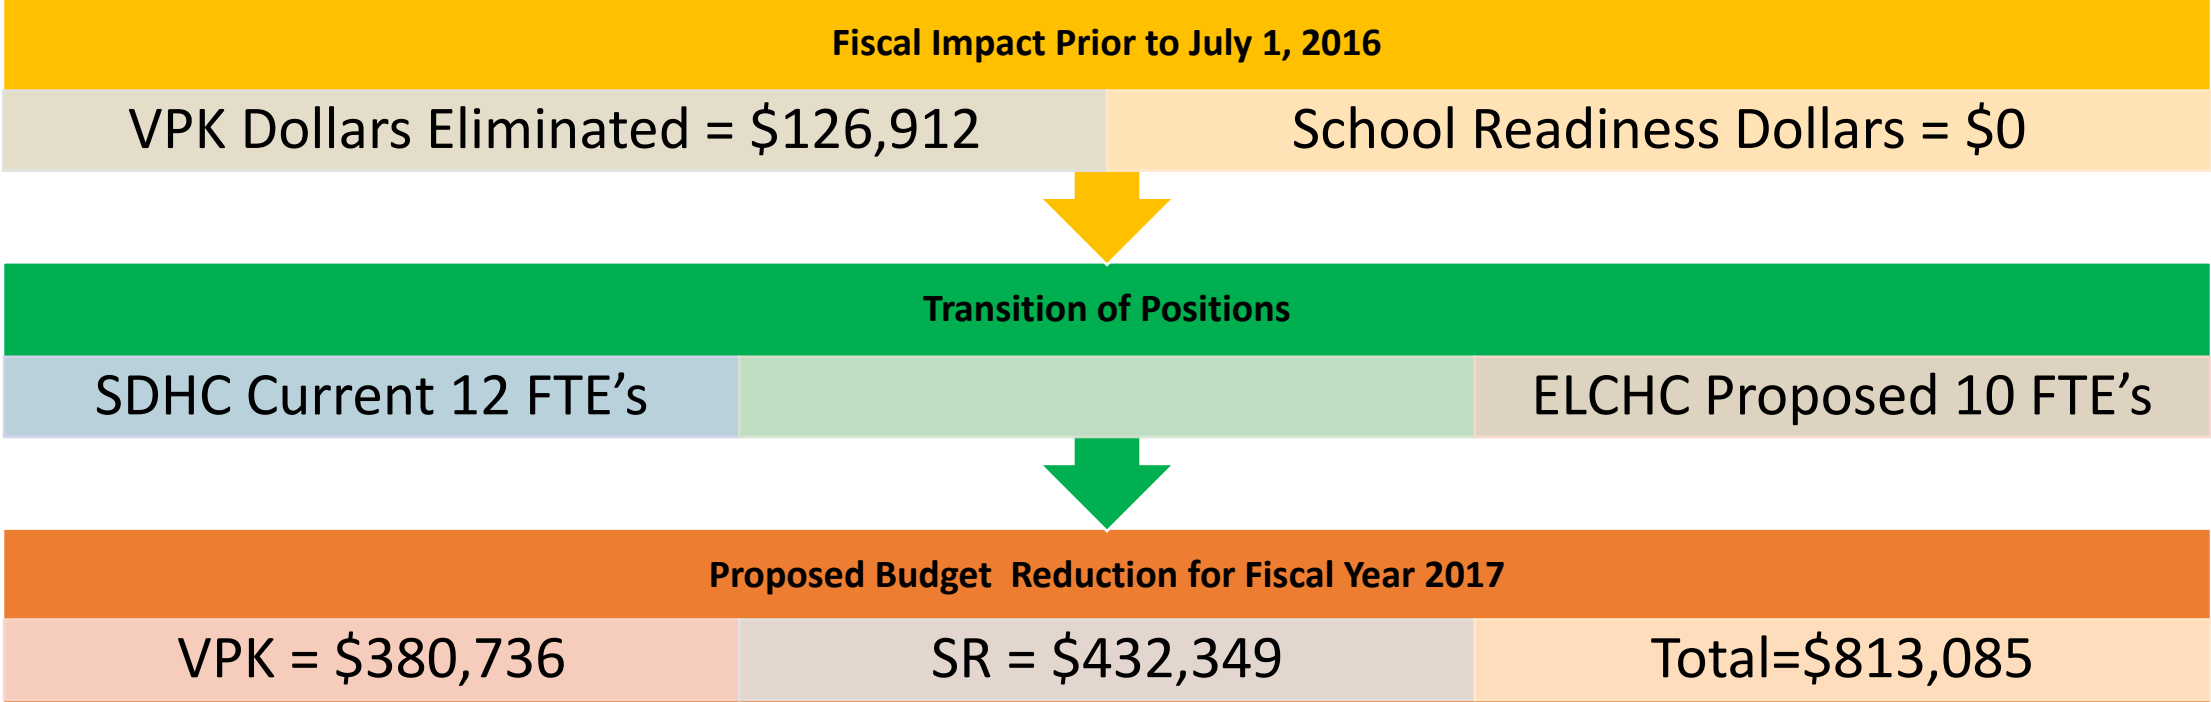 Fiscal Impact Prior to July 1, 2016
VPK Dollars Eliminated = $126,912
School Readiness Dollars = $0
Transition of Positions
SDHC Current 12 FTE’s
ELCHC Proposed 10 FTE’s
Proposed Budget  Reduction for Fiscal Year 2017
VPK = $380,736
SR = $432,349
Total=$813,085